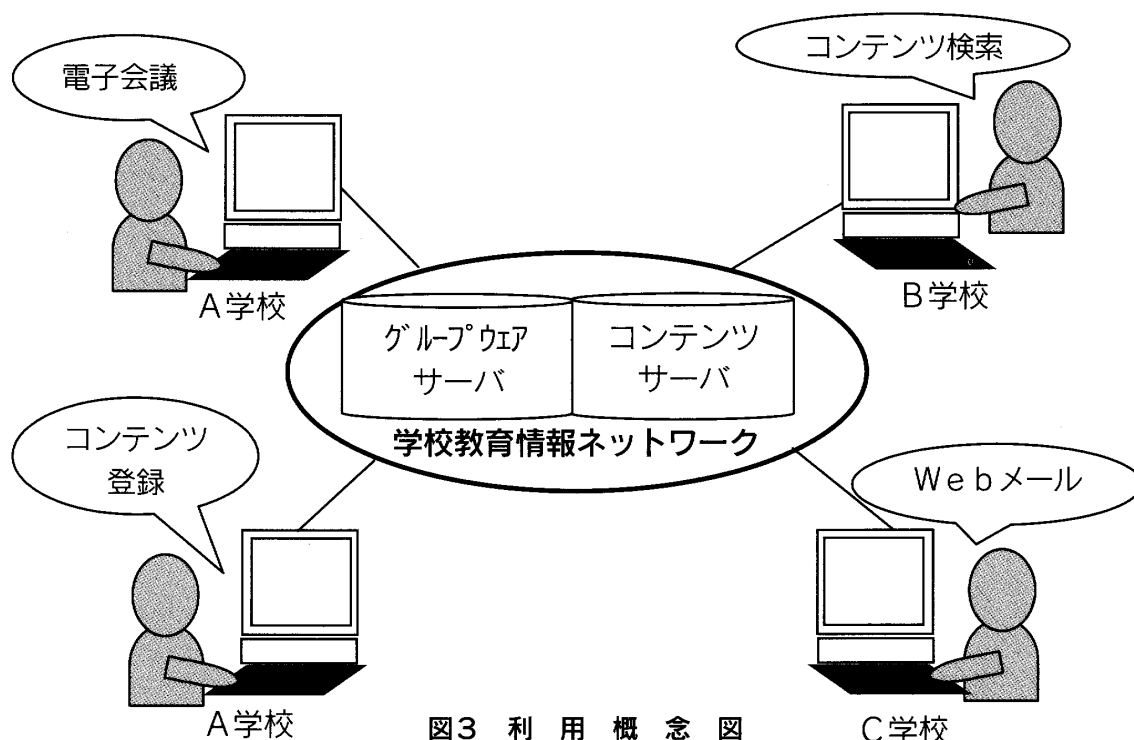 電子会議
コンテンツ検索
A学校
B学校
グループウェア
サーバ
コンテンツ
サーバ
学校教育情報ネットワーク
コンテンツ
登録
Webメール
A学校
図3 利用概念図
C学校